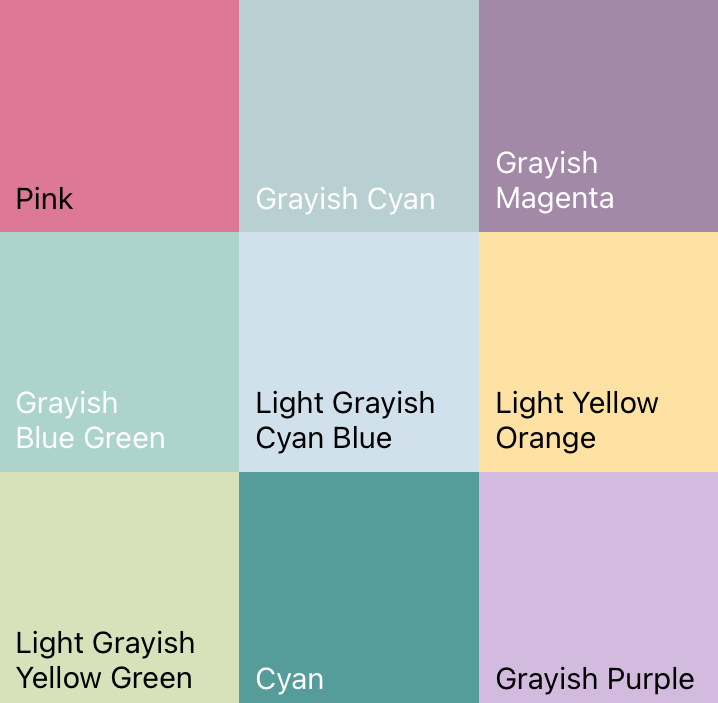 Pink
Grayish Cyan
Grayish
Magenta
Grayish
Blue Green
Light Grayish
Cyan Blue
Light Yellow
Orange
Light Grayish
Yellow Green
Cyan
Grayish Purple